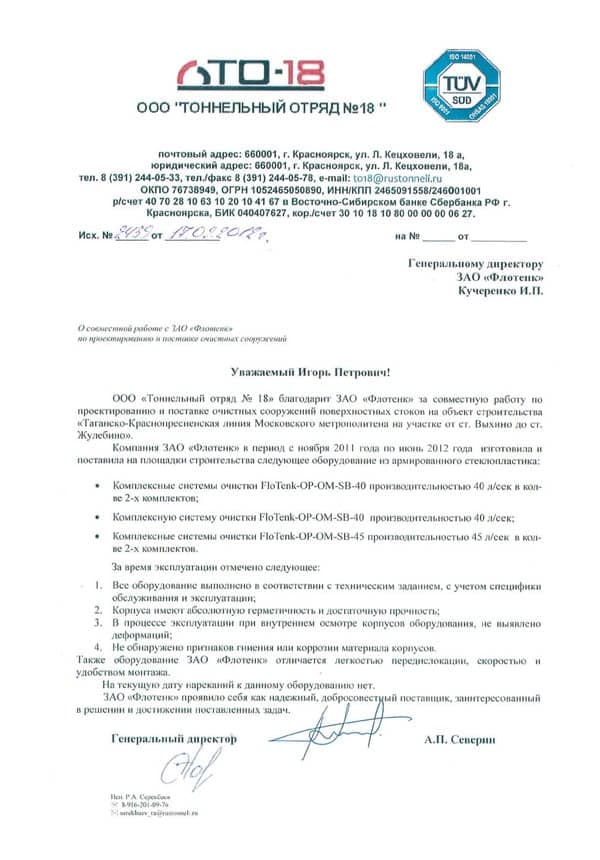 ТО-18
ООО "ТОННЕЛЬНЫЙ ОТРЯД №18 "
ISO 14001
TÜV
SÜD
ISO 9001
OHSAS 18001
почтовый адрес: 660001, г. Красноярск, ул. Л. Кецховели, 18 а,
юридический адрес: 660001, г. Красноярск, ул. Л. Кецховели, 18а,
тел. 8 (391) 244-05-33, тел./факс 8 (391) 244-05-78, e-mail: to18@rustonneli.ru
ОКПО 76738949, ОГРН 1052465050890, ИНН/КПП 2465091558/246001001
р/счет 40 70 28 10 63 10 20 10 41 67 в Восточно-Сибирском банке Сбербанка РФ г.
Красноярска, БИК 040407627, кор./счет 30 10 18 10 80 00 00 00 06 27.
Исх. № 2439 от 17.09.2012г. на № ______ от __________
Генеральному директору
ЗАО «Флотенк»
Кучеренко И.П.
О совместной работе с ЗАО «Флотенк»
по проектированию и поставке очистных сооружений
Уважаемый Игорь Петрович!
ООО «Тоннельный отряд № 18» благодарит ЗАО «Флотенк» за совместную работу по
проектированию и поставке очистных сооружений поверхностных стоков на объект строительства
«Таганско-Краснопресненская линия Московского метрополитена на участке от ст. Выхино до ст.
Жулебино».
Компания ЗАО «Флотенк» в период с ноября 2011 года по июнь 2012 года изготовила и
поставила на площадки строительства следующее оборудование из армированного стеклопластика:
• Комплексные системы очистки FloTenk-OP-OM-SB-40 производительностью 40 л/сек в кол-
ве 2-х комплектов;
• Комплексную систему очистки FloTenk-OP-OM-SB-40 производительностью 40 л/сек;
• Комплексные системы очистки FloTenk-OP-OM-SB-45 производительностью 45 л/сек в кол-
ве 2-х комплектов.
За время эксплуатации отмечено следующее:
1. Все оборудование выполнено в соответствии с техническим заданием, с учетом специфики
обслуживания и эксплуатации;
2. Корпуса имеют абсолютную герметичность и достаточную прочность;
3. В процессе эксплуатации при внутреннем осмотре корпусов оборудования, не выявлено
деформаций;
4. Не обнаружено признаков гниения или коррозии материала корпусов.
Также оборудование ЗАО «Флотенк» отличается легкостью передислокации, скоростью и
удобством монтажа.
На текущую дату нареканий к данному оборудованию нет.
ЗАО «Флотенк» проявило себя как надежный, добросовестный поставщик, заинтересованный
в решении и достижении поставленных задач.
Генеральный директор А.П. Северин
Исп. Р.А.
8-916-201-09-76